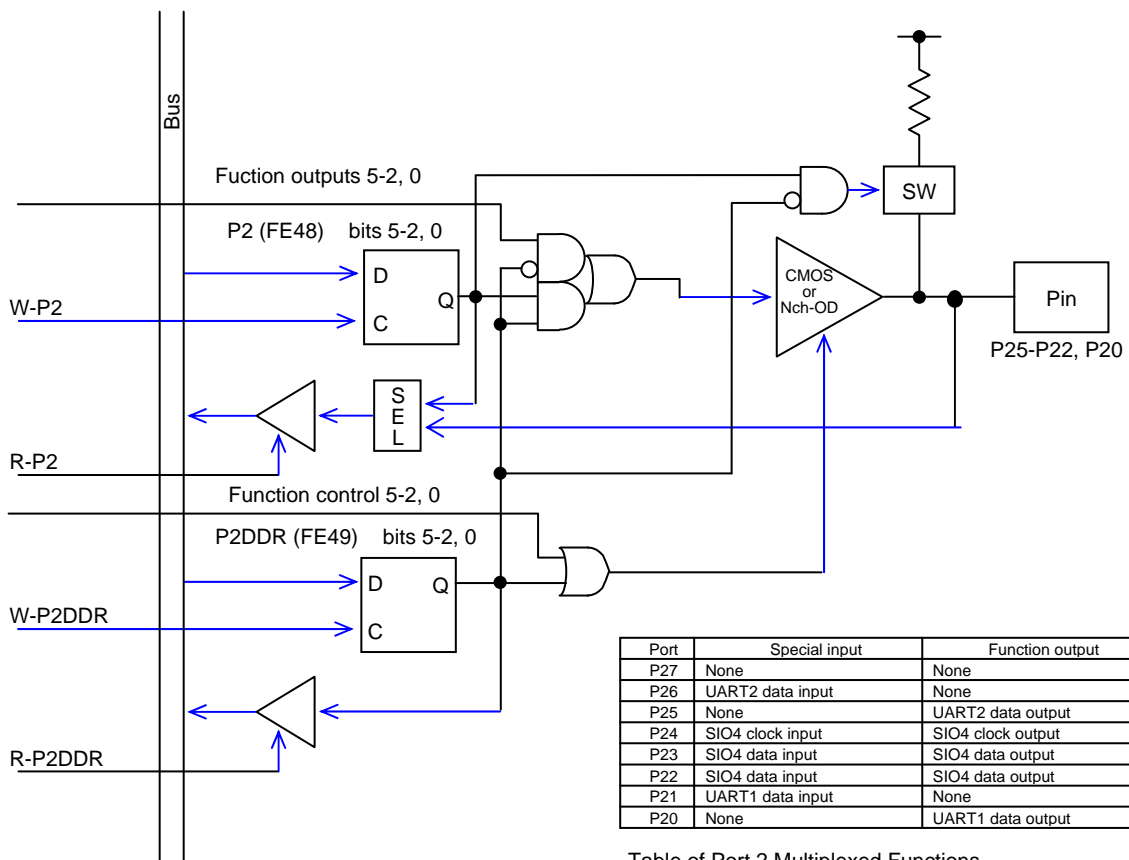 Bus
Fuction outputs 5-2, 0
P2 (FE48) bits 5-2, 0
D
Q
C
W-P2
SW
CMOS
or
Nch-OD
Pin
P25-P22, P20
S
E
L
R-P2
Function control 5-2, 0
P2DDR (FE49) bits 5-2, 0
D
Q
C
W-P2DDR
R-P2DDR
Port Special input Function output
P27 None None
P26 UART2 data input None
P25 None UART2 data output
P24 SIO4 clock input SIO4 clock output
P23 SIO4 data input SIO4 data output
P22 SIO4 data input SIO4 data output
P21 UART1 data input None
P20 None UART1 data output
Table of Port 2 Multiplexed Functions